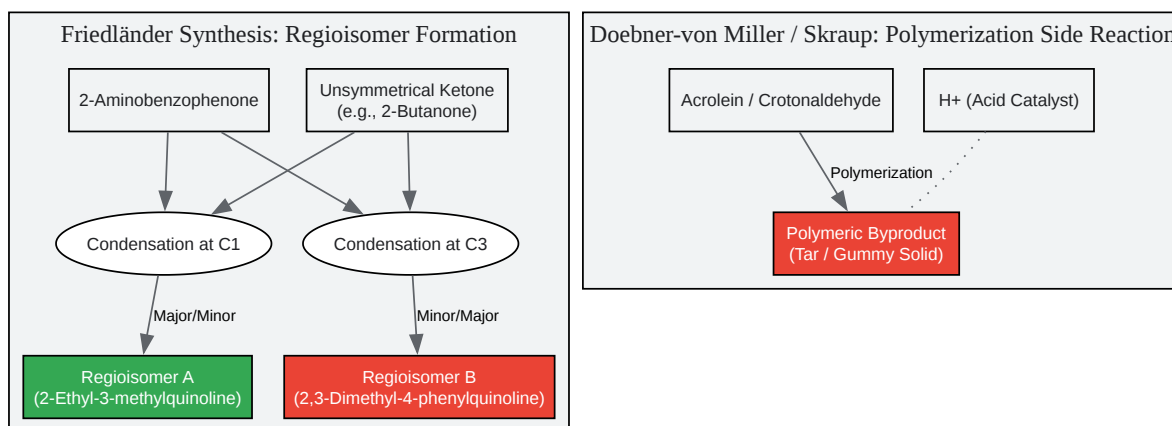 Friedländer Synthesis: Regioisomer Formation
2-Aminobenzophenone
Unsymmetrical Ketone
(e.g., 2-Butanone)
Condensation at C1
Condensation at C3
Major/Minor
Minor/Major
Regioisomer A
(2-Ethyl-3-methylquinoline)
Regioisomer B
(2,3-Dimethyl-4-phenylquinoline)
Doebner-von Miller / Skraup: Polymerization Side Reaction
Acrolein / Crotonaldehyde
H+ (Acid Catalyst)
Polymerization
Polymeric Byproduct
(Tar / Gummy Solid)